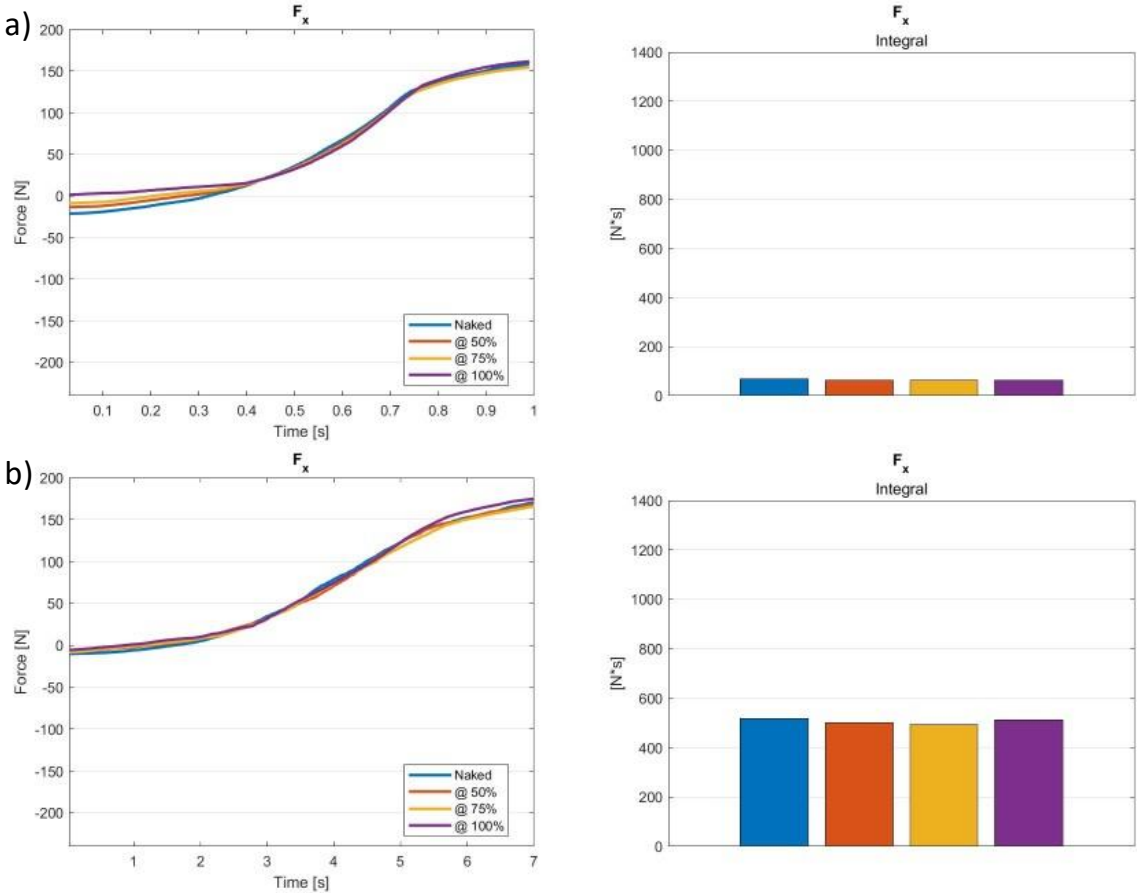 a)
F_x
200
150
100
50
0
-50
-100
-150
-200
Force [N]
0.1 0.2 0.3 0.4 0.5 0.6 0.7 0.8 0.9 1
Time [s]
Naked
@ 50%
@ 75%
@ 100%
F_x
Integral
1400
1200
1000
800
600
400
200
0
[N*s]
b)
F_x
200
150
100
50
0
-50
-100
-150
-200
Force [N]
1 2 3 4 5 6 7
Time [s]
Naked
@ 50%
@ 75%
@ 100%
F_x
Integral
1400
1200
1000
800
600
400
200
0
[N*s]